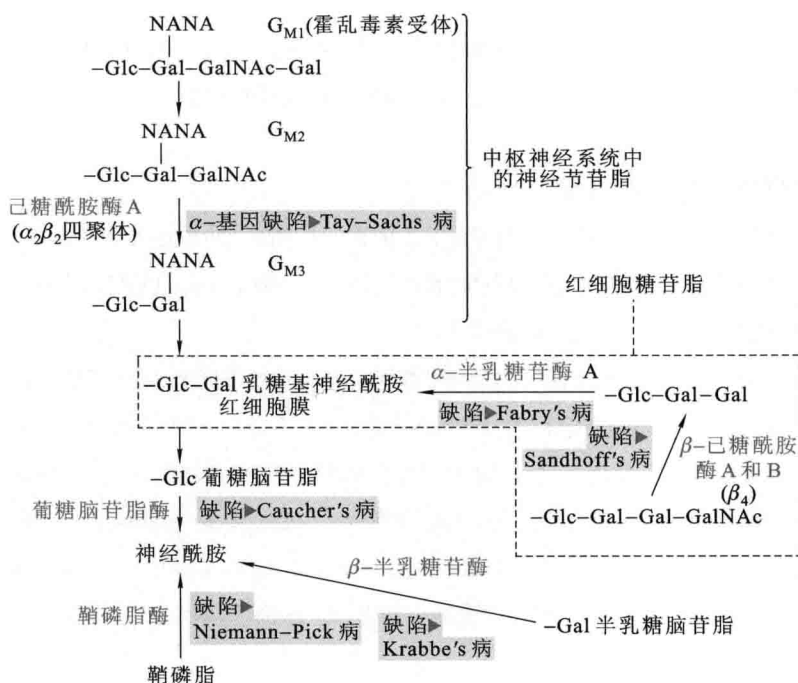 NANA G_M1(霍乱毒素受体)
-Glc-Gal-GalNAc-Gal
NANA G_M2
-Glc-Gal-GalNAc
中枢神经系统中
的神经节苷脂
己糖酰胺酶 A
(α₂β₂四聚体)
α-基因缺陷▶Tay-Sachs 病
NANA G_M3
-Glc-Gal
红细胞糖苷脂
-Glc-Gal 乳糖基神经酰胺
红细胞膜
α-半乳糖苷酶 A
缺陷▶Fabry's 病
-Glc-Gal-Gal
缺陷▶
Sandhoff's 病
β-己糖酰胺
酶 A 和 B
(β₄)
-Glc-Gal-Gal-GalNAc
-Glc 葡糖脑苷脂
葡糖脑苷脂酶
缺陷▶Caucher's 病
神经酰胺
β-半乳糖苷酶
鞘磷脂酶
缺陷▶
Niemann-Pick 病
缺陷▶
Krabbe's 病
-Gal 半乳糖脑苷脂
鞘磷脂